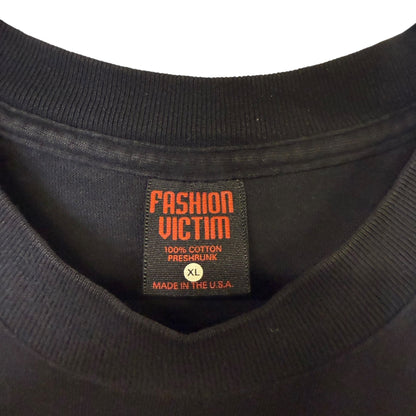 FASHION
VICTIM
100% COTTON
PRESHRUNK
XL
MADE IN THE U.S.A.